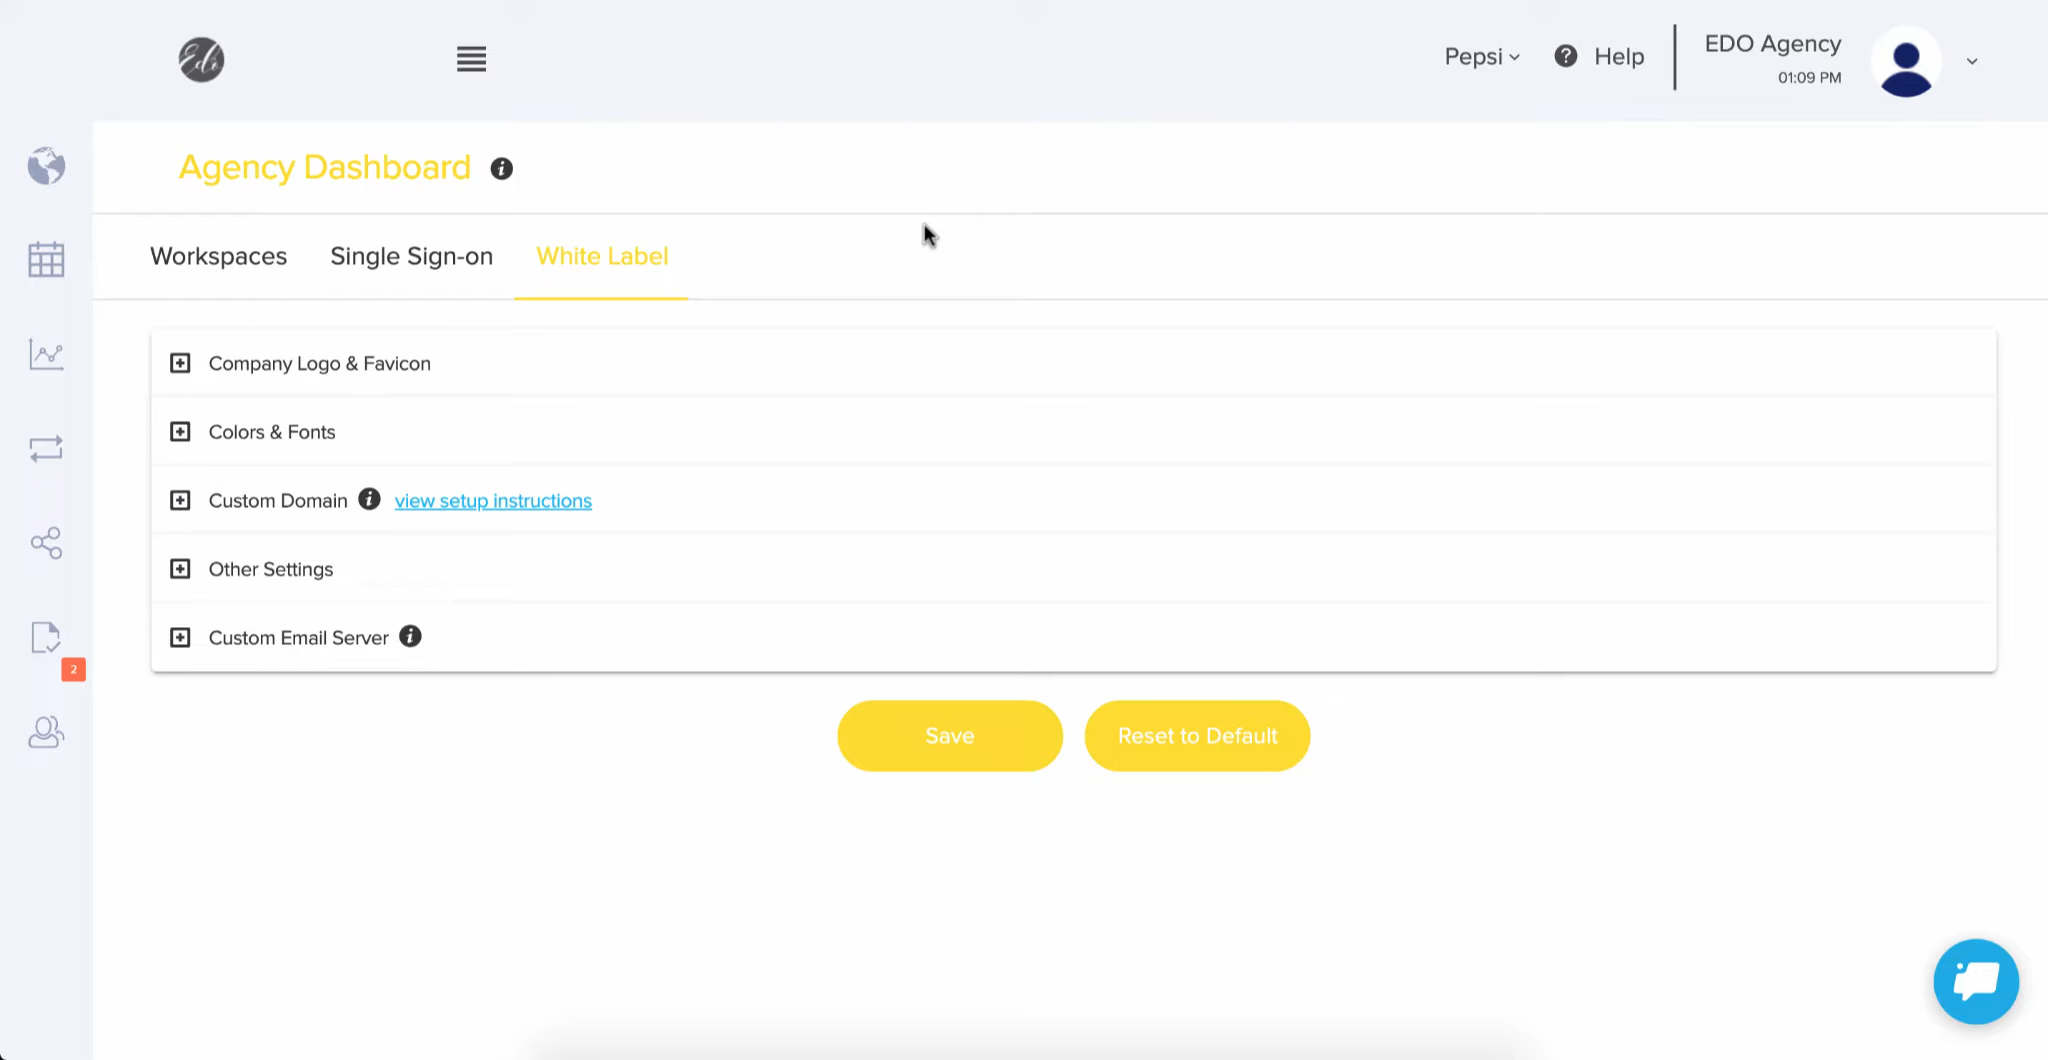 Edo
Pepsi
Help
EDO Agency
01:09 PM
Agency Dashboard
Workspaces
Single Sign-on
White Label
Company Logo & Favicon
Colors & Fonts
Custom Domain view setup instructions
Other Settings
Custom Email Server
2
Save
Reset to Default